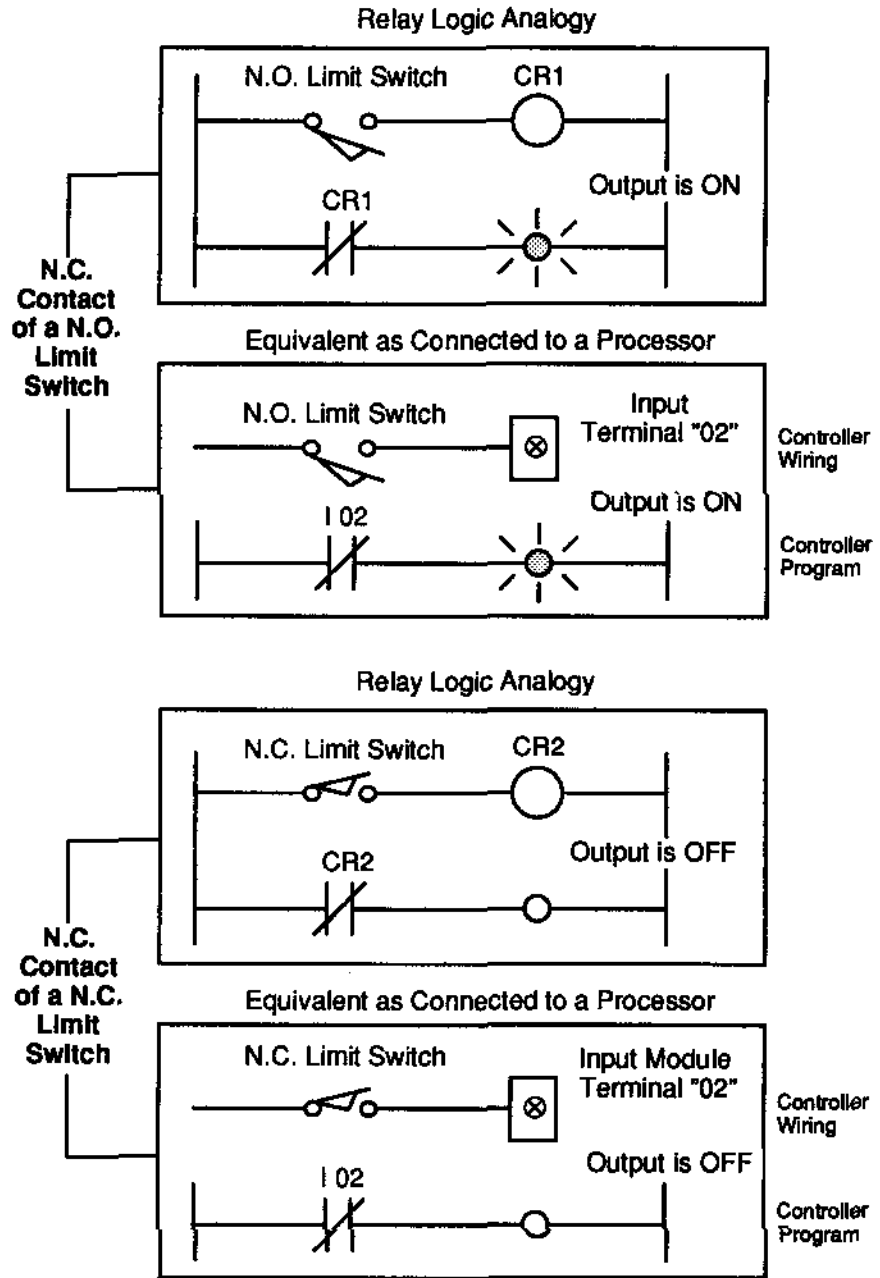 Relay Logic Analogy
N.O. Limit Switch
CR1
Output is ON
CR1
N.C.
Contact
of a N.O.
Limit
Switch
Equivalent as Connected to a Processor
N.O. Limit Switch
Input
Terminal "02"
Controller
Wiring
Output is ON
I 02
Controller
Program
Relay Logic Analogy
N.C. Limit Switch
CR2
Output is OFF
CR2
N.C.
Contact
of a N.C.
Limit
Switch
Equivalent as Connected to a Processor
N.C. Limit Switch
Input Module
Terminal "02"
Controller
Wiring
Output is OFF
I 02
Controller
Program